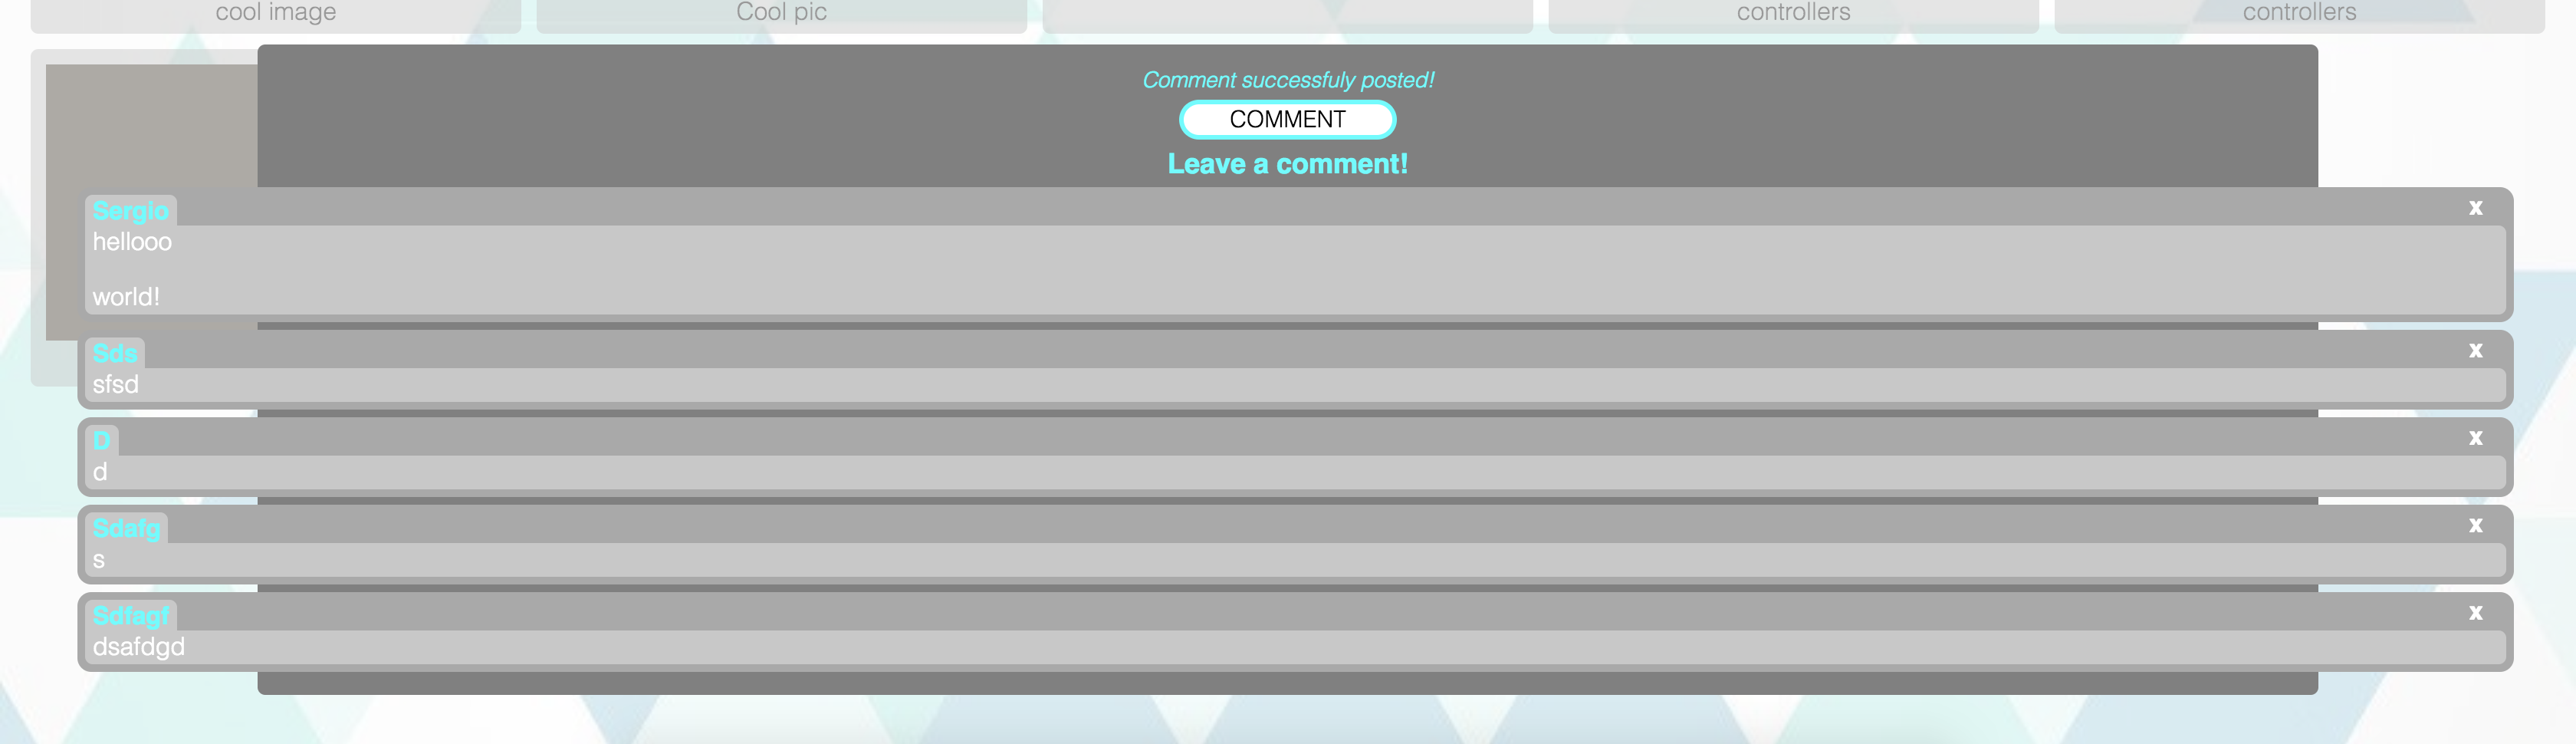 cool image
Cool pic
controllers
controllers
Comment successfuly posted!
COMMENT
Leave a comment!
Sergio
x
hellooo
world!
Sds
x
sfsd
D
x
d
Sdafg
x
s
Sdfagf
x
dsafdgd